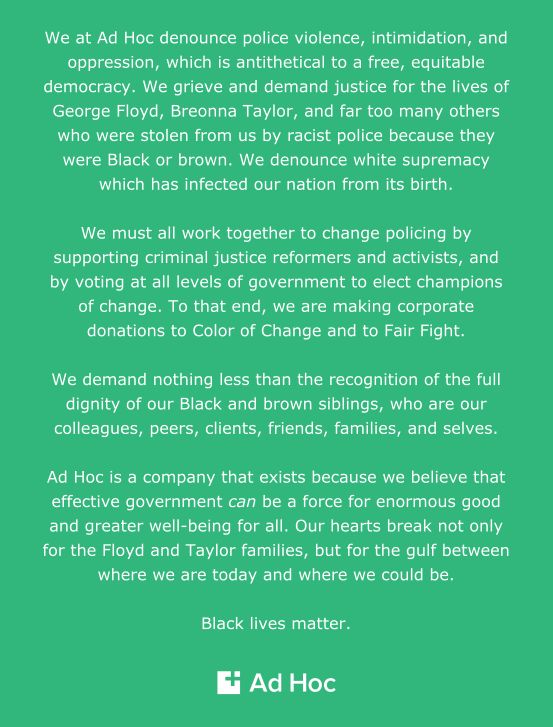 We at Ad Hoc denounce police violence, intimidation, and
oppression, which is antithetical to a free, equitable
democracy. We grieve and demand justice for the lives of
George Floyd, Breonna Taylor, and far too many others
who were stolen from us by racist police because they
were Black or brown. We denounce white supremacy
which has infected our nation from its birth.
We must all work together to change policing by
supporting criminal justice reformers and activists, and
by voting at all levels of government to elect champions
of change. To that end, we are making corporate
donations to Color of Change and to Fair Fight.
We demand nothing less than the recognition of the full
dignity of our Black and brown siblings, who are our
colleagues, peers, clients, friends, families, and selves.
Ad Hoc is a company that exists because we believe that
effective government can be a force for enormous good
and greater well-being for all. Our hearts break not only
for the Floyd and Taylor families, but for the gulf between
where we are today and where we could be.
Black lives matter.
Ad Hoc